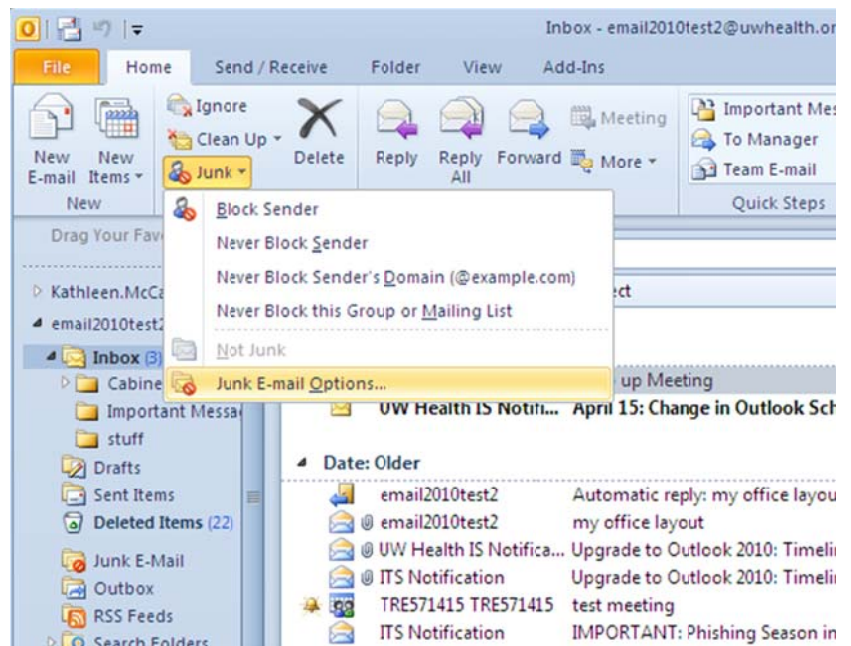 Inbox - email2010test2@uwhealth.or
File Home Send / Receive Folder View Add-Ins
New E-mail
New Items
Ignore
Clean Up
Junk
Delete
Reply
Reply All
Forward
Meeting
More
Important Mes
To Manager
Team E-mail
New
Quick Steps
Block Sender
Never Block Sender
Never Block Sender's Domain (@example.com)
Never Block this Group or Mailing List
Not Junk
Junk E-mail Options...
Drag Your Fav
Kathleen.McCa
email2010test2
Inbox (3)
Cabine
Important Messa
stuff
Drafts
Sent Items
Deleted Items (22)
Junk E-Mail
Outbox
RSS Feeds
Search Folders
ect
up Meeting
UW Health IS Notifi... April 15: Change in Outlook Sch
Date: Older
email2010test2 Automatic reply: my office layou
email2010test2 my office layout
UW Health IS Notifica... Upgrade to Outlook 2010: Timelin
ITS Notification Upgrade to Outlook 2010: Timelin
TRE571415 TRE571415 test meeting
ITS Notification IMPORTANT: Phishing Season in